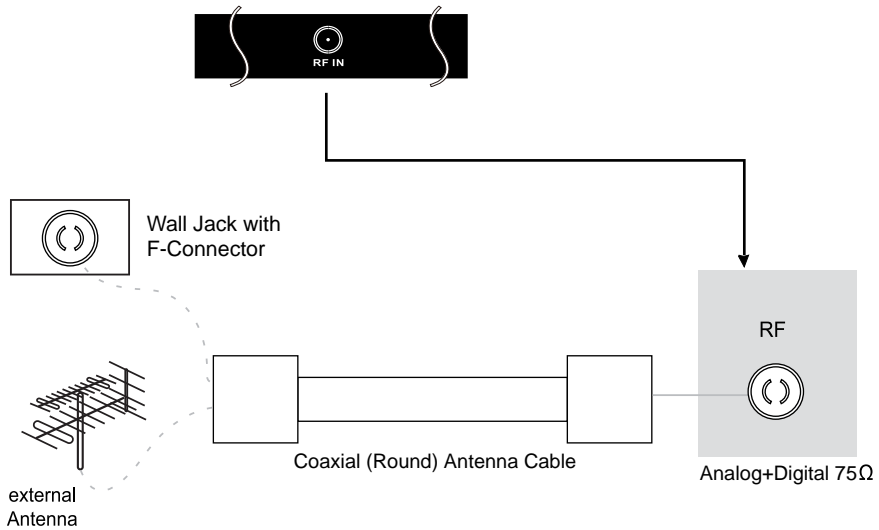 RF IN
Wall Jack with
F-Connector
RF
Coaxial (Round) Antenna Cable
Analog+Digital 75Ω
external
Antenna